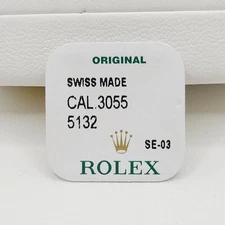 ORIGINAL
SWISS MADE
CAL.3055
5132
SE-03
ROLEX